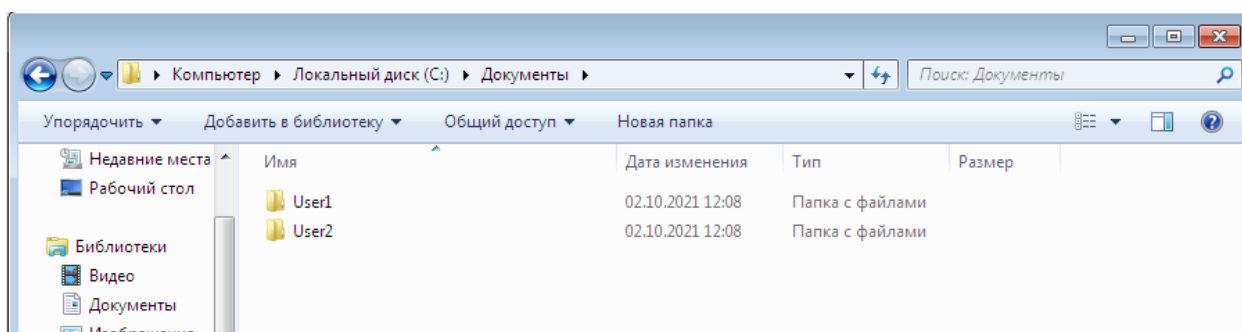 Компьютер ▸ Локальный диск (C:) ▸ Документы ▸ Поиск: Документы
Упорядочить ▾ Добавить в библиотеку ▾ Общий доступ ▾ Новая папка
Недавние места Имя Дата изменения Тип Размер
Рабочий стол User1 02.10.2021 12:08 Папка с файлами
User2 02.10.2021 12:08 Папка с файлами
Библиотеки
Видео
Документы